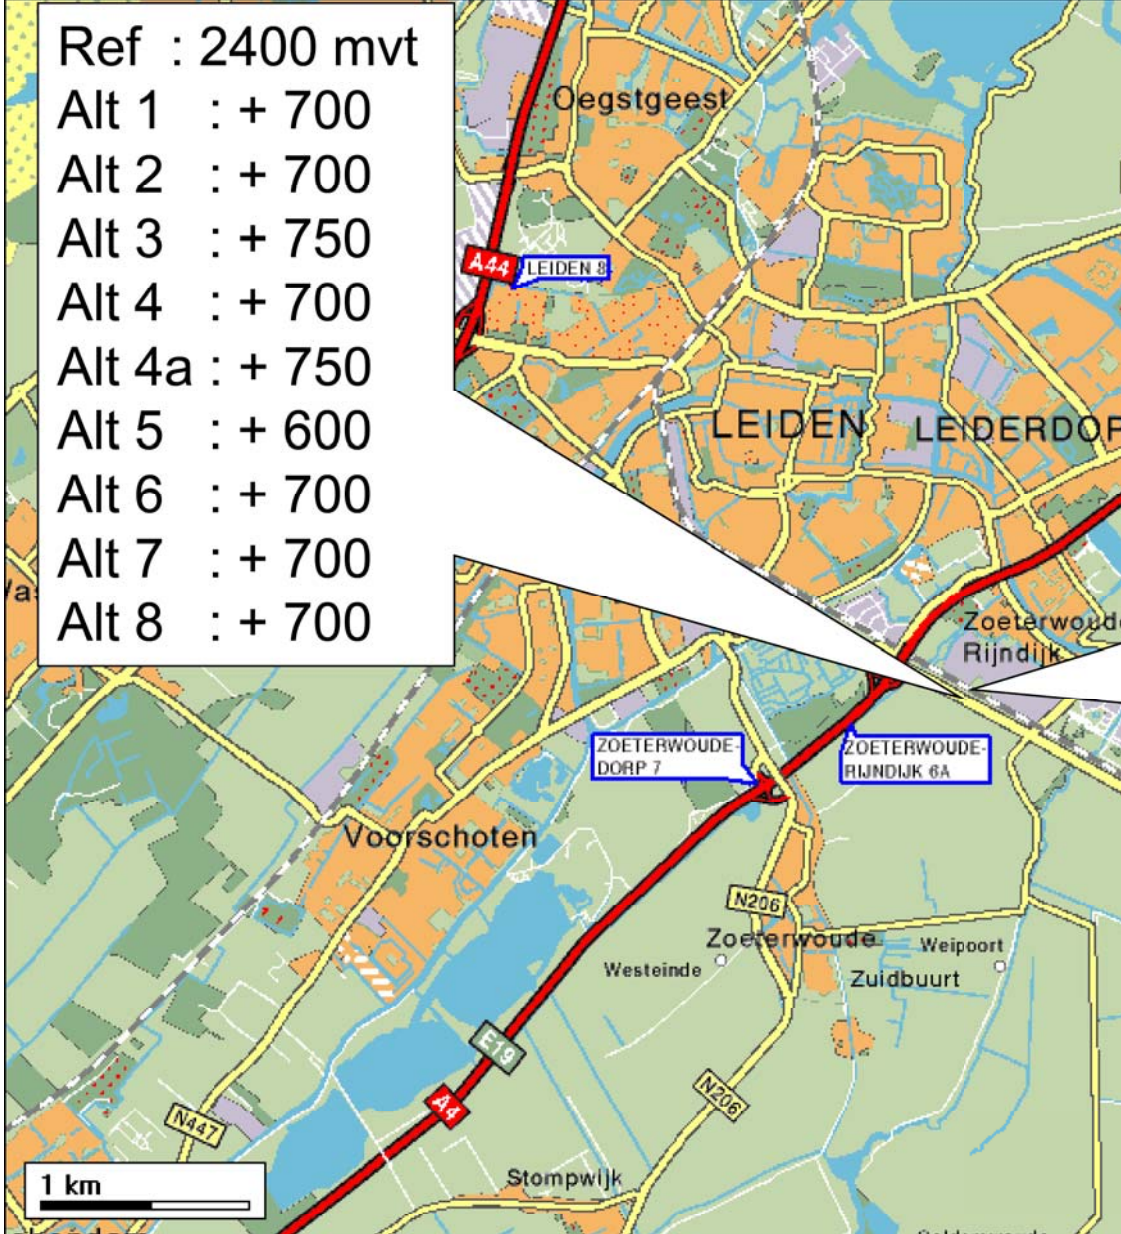 Ref : 2400 mvt
Alt 1 : + 700
Alt 2 : + 700
Alt 3 : + 750
Alt 4 : + 700
Alt 4a : + 750
Alt 5 : + 600
Alt 6 : + 700
Alt 7 : + 700
Alt 8 : + 700
Oegstgeest
A44
LEIDEN 8
LEIDEN
LEIDERDOR
Zoeterwoude
Rijndijk
ZOETERWOUDE-
DORP 7
ZOETERWOUDE-
RIJNDIJK 6A
Voorschoten
N206
Zoeterwoude
Weipoort
Westeinde
Zuidbuurt
E19
A4
N206
N447
Stompwijk
1 km